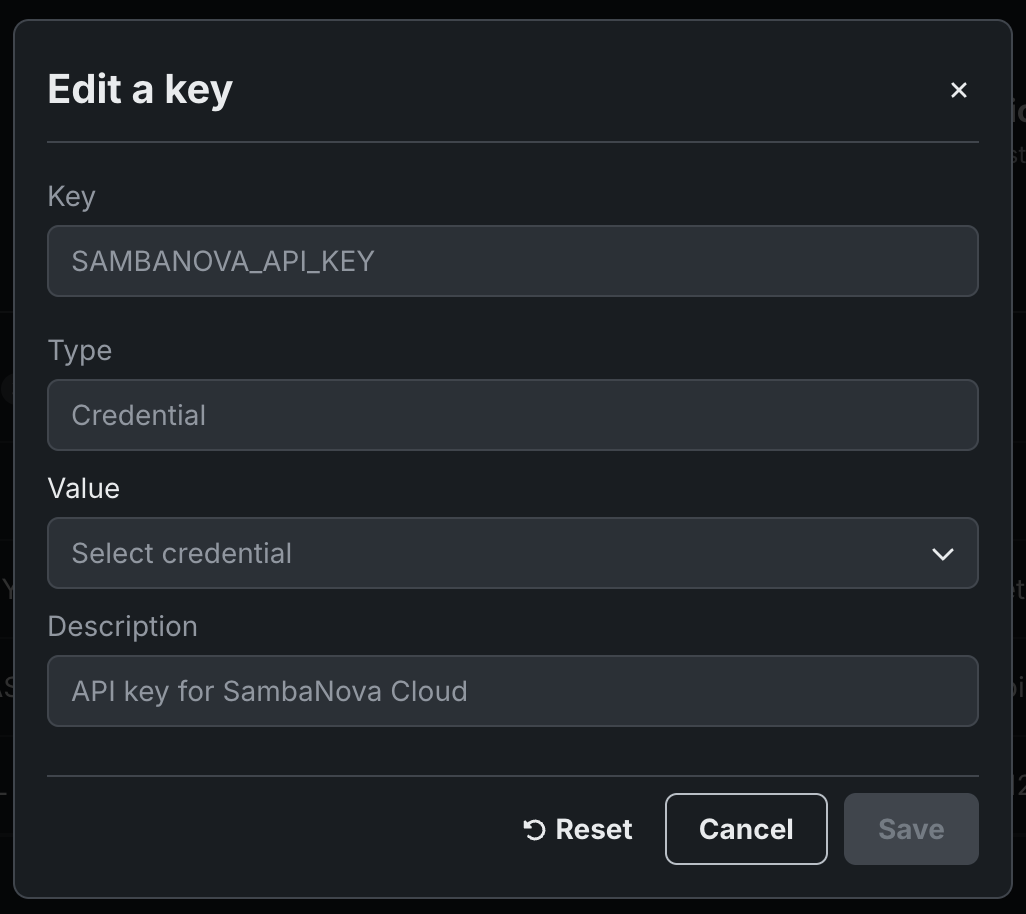 Edit a key
Key
SAMBANOVA_API_KEY
Type
Credential
Value
Select credential
Description
API key for SambaNova Cloud
Reset
Cancel
Save